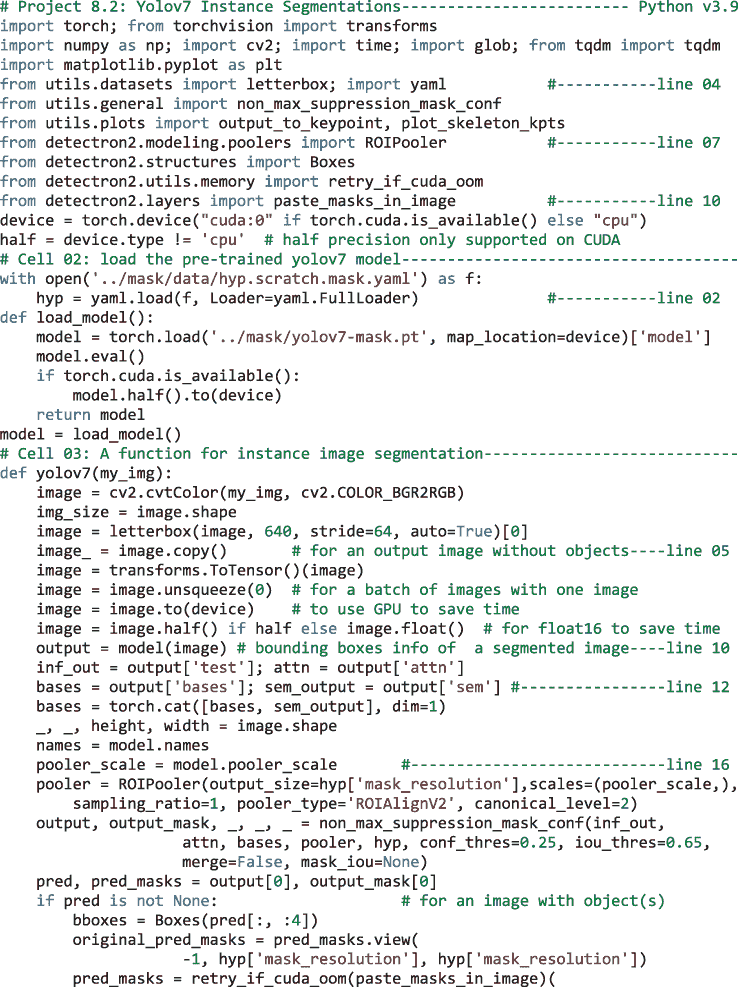 # Project 8.2: Yolov7 Instance Segmentations------------------------- Python v3.9
import torch; from torchvision import transforms
import numpy as np; import cv2; import time; import glob; from tqdm import tqdm
import matplotlib.pyplot as plt
from utils.datasets import letterbox; import yaml           #-----------line 04
from utils.general import non_max_suppression_mask_conf
from utils.plots import output_to_keypoint, plot_skeleton_kpts
from detectron2.modeling.poolers import ROIPooler           #-----------line 07
from detectron2.structures import Boxes
from detectron2.utils.memory import retry_if_cuda_oom
from detectron2.layers import paste_masks_in_image          #-----------line 10
device = torch.device("cuda:0" if torch.cuda.is_available() else "cpu")
half = device.type != 'cpu'  # half precision only supported on CUDA
# Cell 02: load the pre-trained yolov7 model-------------------------------------
with open('../mask/data/hyp.scratch.mask.yaml') as f:
    hyp = yaml.load(f, Loader=yaml.FullLoader)              #-----------line 02
def load_model():
    model = torch.load('../mask/yolov7-mask.pt', map_location=device)['model']
    model.eval()
    if torch.cuda.is_available():
        model.half().to(device)
    return model
model = load_model()
# Cell 03: A function for instance image segmentation----------------------------
def yolov7(my_img):
    image = cv2.cvtColor(my_img, cv2.COLOR_BGR2RGB)
    img_size = image.shape
    image = letterbox(image, 640, stride=64, auto=True)[0]
    image_ = image.copy()       # for an output image without objects----line 05
    image = transforms.ToTensor()(image)
    image = image.unsqueeze(0)  # for a batch of images with one image
    image = image.to(device)    # to use GPU to save time
    image = image.half() if half else image.float()  # for float16 to save time
    output = model(image) # bounding boxes info of  a segmented image----line 10
    inf_out = output['test']; attn = output['attn']
    bases = output['bases']; sem_output = output['sem'] #----------------line 12
    bases = torch.cat([bases, sem_output], dim=1)
    _, _, height, width = image.shape
    names = model.names
    pooler_scale = model.pooler_scale       #----------------------------line 16
    pooler = ROIPooler(output_size=hyp['mask_resolution'],scales=(pooler_scale,),
        sampling_ratio=1, pooler_type='ROIAlignV2', canonical_level=2)
    output, output_mask, _, _, _ = non_max_suppression_mask_conf(inf_out,
                    attn, bases, pooler, hyp, conf_thres=0.25, iou_thres=0.65,
                    merge=False, mask_iou=None)
    pred, pred_masks = output[0], output_mask[0]
    if pred is not None:                    # for an image with object(s)
        bboxes = Boxes(pred[:, :4])
        original_pred_masks = pred_masks.view(
                    -1, hyp['mask_resolution'], hyp['mask_resolution'])
        pred_masks = retry_if_cuda_oom(paste_masks_in_image)(